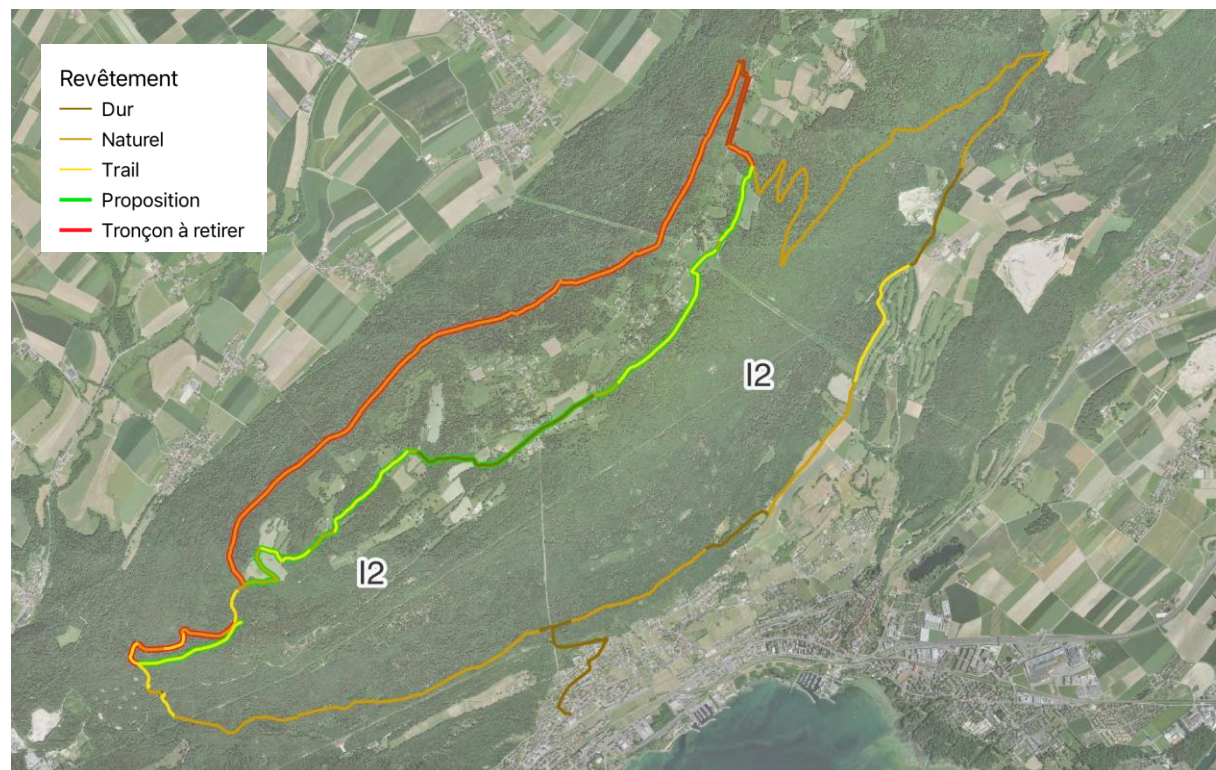 Revêtement
Dur
Naturel
Trail
Proposition
Tronçon à retirer
I2
I2